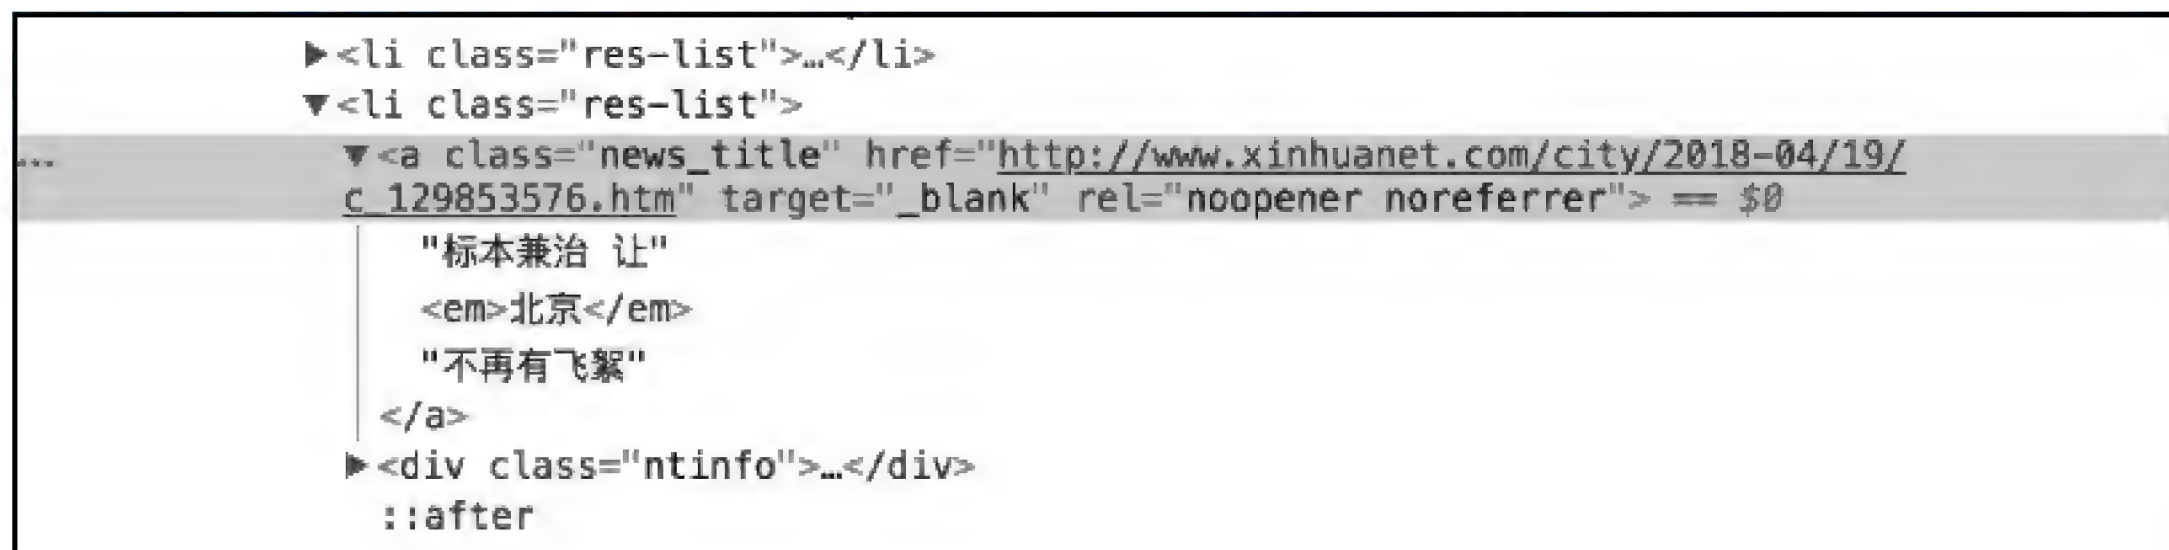 ▶<li class="res-list">…</li>
▼<li class="res-list">
... ▼<a class="news_title" href="http://www.xinhuanet.com/city/2018-04/19/
c_129853576.htm" target="_blank" rel="noopener noreferrer"> == $0
"标本兼治 让"
<em>北京</em>
"不再有飞絮"
</a>
▶<div class="ntinfo">…</div>
::after